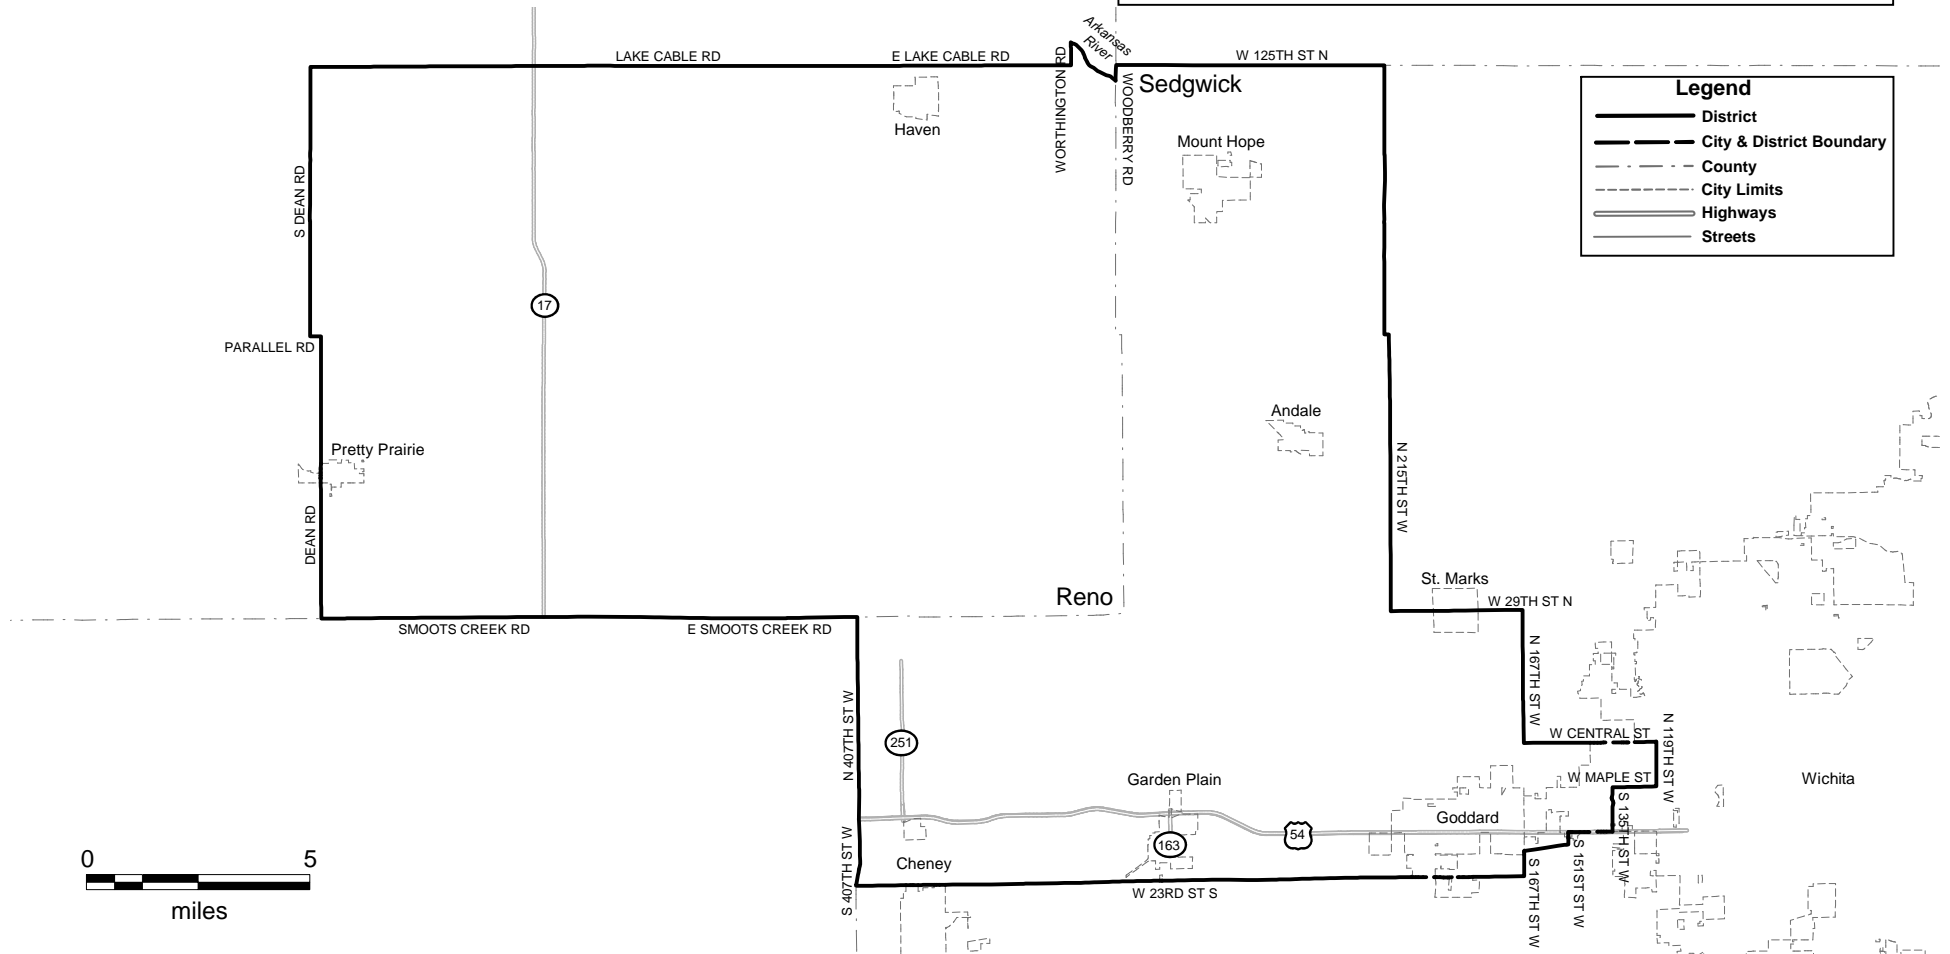 LAKE CABLE RD
E LAKE CABLE RD
WORTHINGTON RD
Arkansas
River
WOODBERRY RD
W 125TH ST N
Sedgwick
Haven
Mount Hope
Legend
District
City & District Boundary
County
City Limits
Highways
Streets
S DEAN RD
17
PARALLEL RD
Pretty Prairie
DEAN RD
Andale
N 215TH ST W
SMOOTS CREEK RD
E SMOOTS CREEK RD
Reno
St. Marks
W 29TH ST N
N 167TH ST W
N 407TH ST W
251
W CENTRAL ST
N 119TH ST W
W MAPLE ST
Wichita
Garden Plain
Goddard
S 135TH ST W
54
163
S 407TH ST W
Cheney
W 23RD ST S
S 167TH ST W
S 151ST ST W
0
5
miles